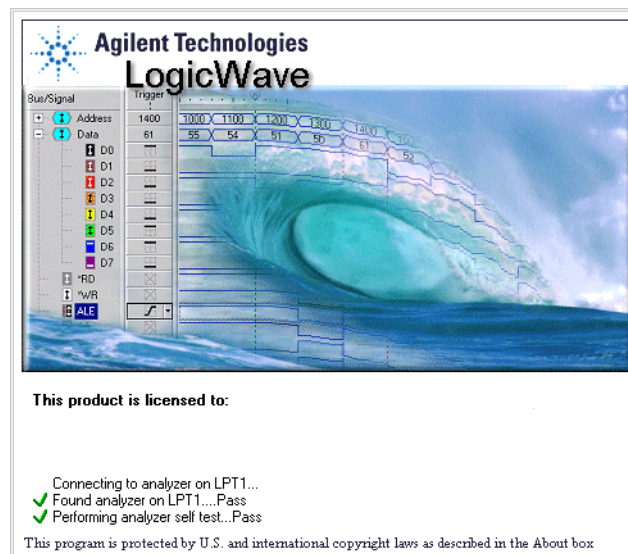 Agilent Technologies
LogicWave
Bus/Signal Trigger
Address 1400 1000 1100 1200 1300 1400
Data 61 55 54 51 50 61 52
D0
D1
D2
D3
D4
D5
D6
D7
*RD
*WR
ALE
This product is licensed to:
Connecting to analyzer on LPT1...
Found analyzer on LPT1....Pass
Performing analyzer self test...Pass
This program is protected by U.S. and international copyright laws as described in the About box